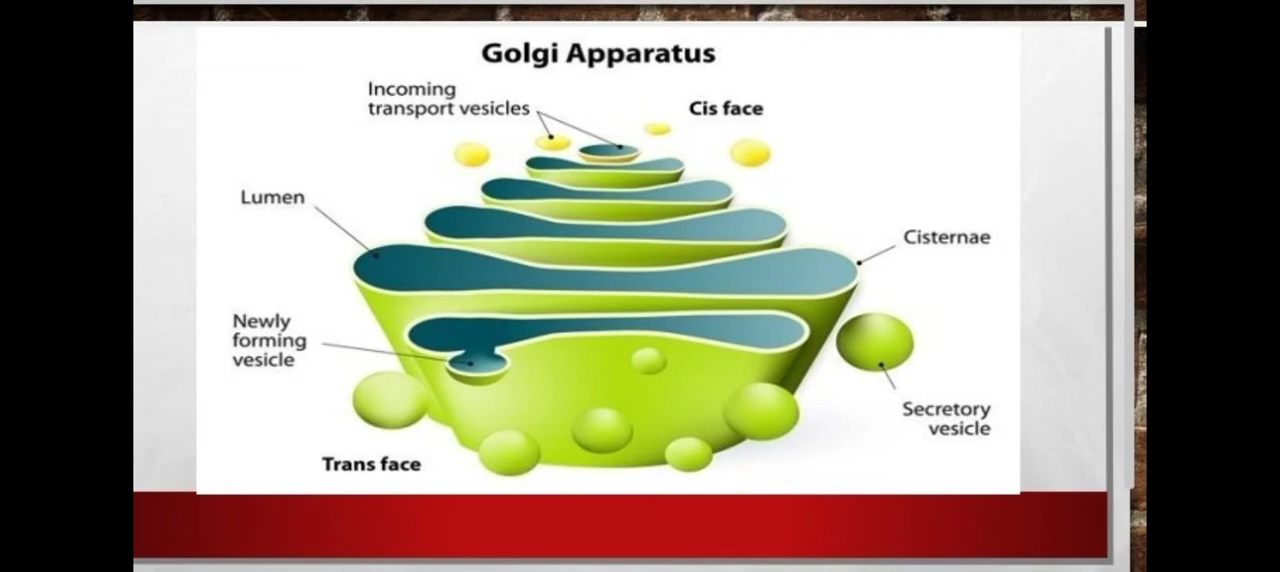 Golgi Apparatus
Incoming
transport vesicles
Cis face
Lumen
Cisternae
Newly
forming
vesicle
Secretory
vesicle
Trans face